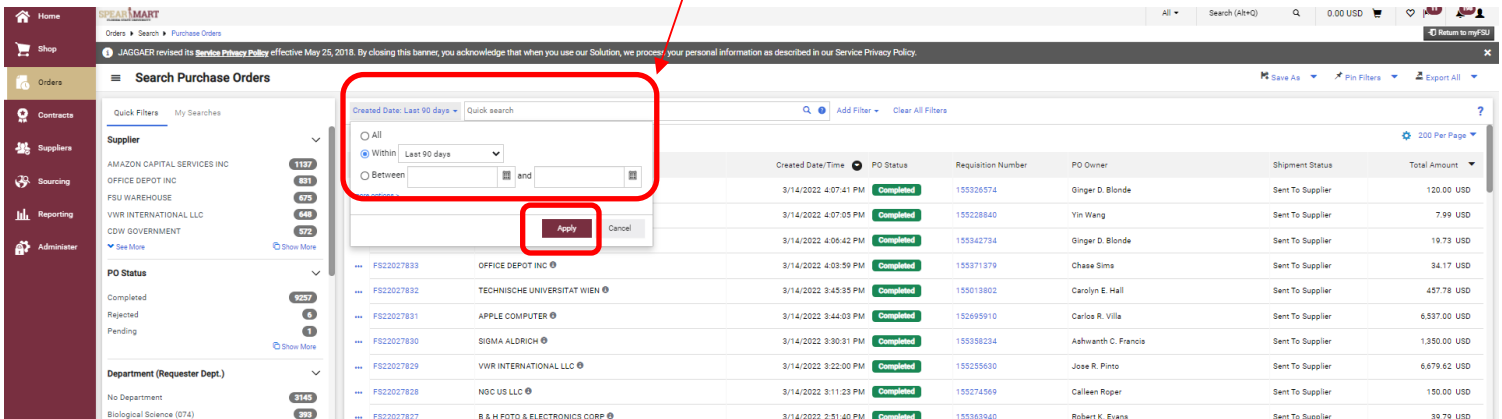 Home
Shop
Orders
Contracts
Suppliers
Sourcing
Reporting
Administer
SPEARMART
All Search (Alt+Q) 0.00 USD
Orders Search Purchase Orders
Return to myFSU
JAGGAER revised its Service Privacy Policy effective May 25, 2018. By closing this banner, you acknowledge that when you use our Solution, we process your personal information as described in our Service Privacy Policy.
Search Purchase Orders
Save As Pin Filters Export All
Quick Filters My Searches
Supplier
AMAZON CAPITAL SERVICES INC 1137
OFFICE DEPOT INC 831
FSU WAREHOUSE 675
VWR INTERNATIONAL LLC 648
CDW GOVERNMENT 572
See More Show More
PO Status
Completed 9257
Rejected 6
Pending 1
Show More
Department (Requester Dept.)
No Department 3145
Biological Science (074) 393
Created Date: Last 90 days Quick search Add Filter Clear All Filters ?
All
Within Last 90 days
Between and
more options >
Apply Cancel
200 Per Page
Created Date/Time PO Status Requisition Number PO Owner Shipment Status Total Amount
3/14/2022 4:07:41 PM Completed 155326574 Ginger D. Blonde Sent To Supplier 120.00 USD
3/14/2022 4:07:05 PM Completed 155228840 Yin Wang Sent To Supplier 7.99 USD
3/14/2022 4:06:42 PM Completed 155342734 Ginger D. Blonde Sent To Supplier 19.73 USD
FS22027833 OFFICE DEPOT INC 3/14/2022 4:03:59 PM Completed 155371379 Chase Sims Sent To Supplier 34.17 USD
FS22027832 TECHNISCHE UNIVERSITAT WIEN 3/14/2022 3:45:35 PM Completed 155013802 Carolyn E. Hall Sent To Supplier 457.78 USD
FS22027831 APPLE COMPUTER 3/14/2022 3:44:03 PM Completed 152695910 Carlos R. Villa Sent To Supplier 6,537.00 USD
FS22027830 SIGMA ALDRICH 3/14/2022 3:30:31 PM Completed 155358234 Ashwanth C. Francis Sent To Supplier 1,350.00 USD
FS22027829 VWR INTERNATIONAL LLC 3/14/2022 3:22:00 PM Completed 155255630 Jose R. Pinto Sent To Supplier 6,679.62 USD
FS22027828 NGC US LLC 3/14/2022 3:11:23 PM Completed 155274569 Calleen Roper Sent To Supplier 150.00 USD
FS22027827 B & H FOTO & ELECTRONICS CORP 3/14/2022 2:51:40 PM Completed 155363940 Robert K. Evans Sent To Supplier 39.79 USD